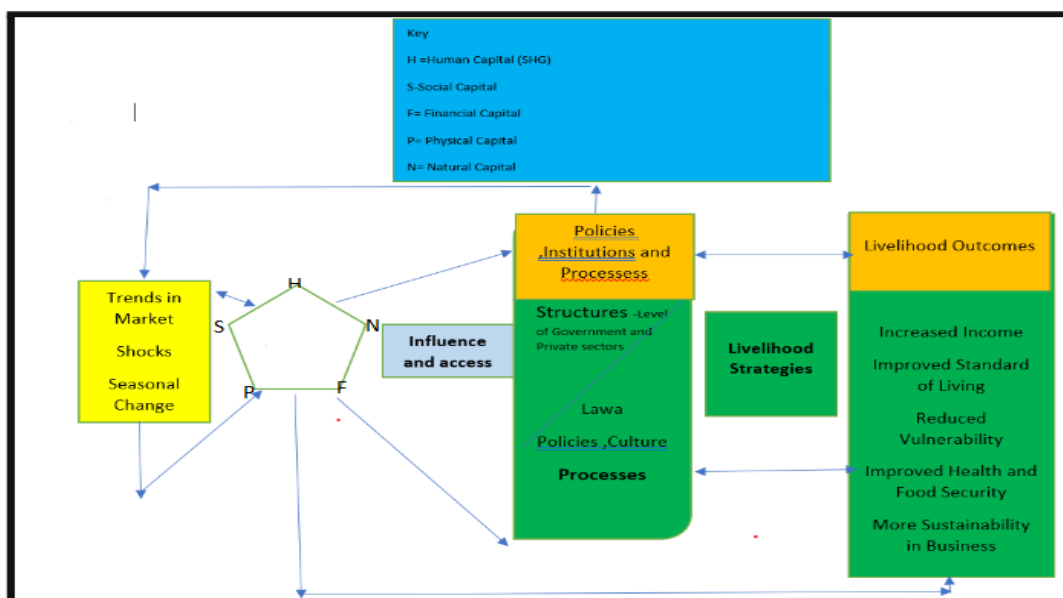 Key
H =Human Capital (SHG)
S-Social Capital
F= Financial Capital
P= Physical Capital
N= Natural Capital
Trends in
Market
Shocks
Seasonal
Change
H
S
N
P
F
Influence
and access
Policies
,Institutions and
Processess
Structures -Level
of Government and
Private sectors
Lawa
Policies ,Culture
Processes
Livelihood
Strategies
Livelihood Outcomes
Increased Income
Improved Standard
of Living
Reduced
Vulnerability
Improved Health and
Food Security
More Sustainability
in Business